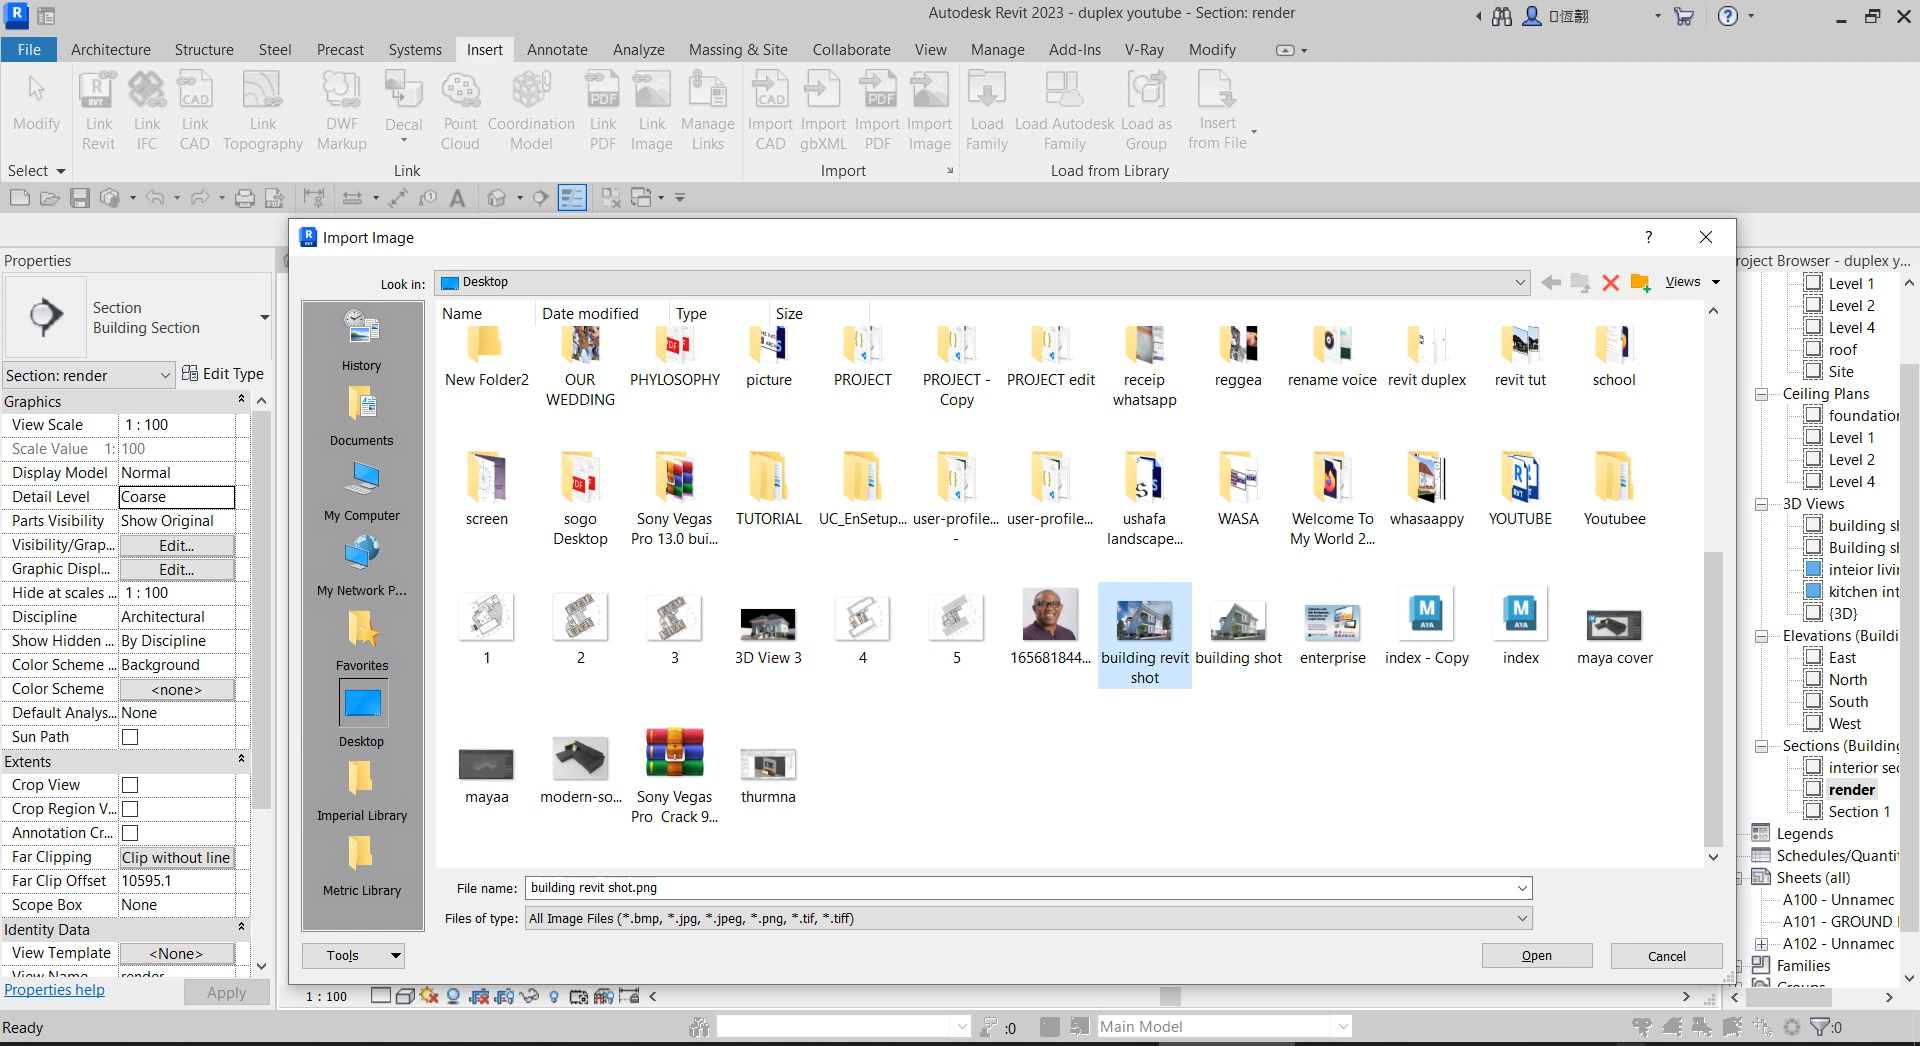 Autodesk Revit 2023 - duplex youtube - Section: render
File Architecture Structure Steel Precast Systems Insert Annotate Analyze Massing & Site Collaborate View Manage Add-Ins V-Ray Modify
Modify
Link Revit
Link IFC
Link CAD
Link Topography
DWF Markup
Decal
Point Cloud
Coordination Model
Link PDF
Link Image
Manage Links
Import CAD
Import gbXML
Import PDF
Import Image
Load Family
Load Autodesk Family
Load as Group
Insert from File
Select
Link
Import
Load from Library
Import Image
Properties
Section
Building Section
Section: render
Edit Type
Graphics
View Scale 1 : 100
Scale Value 1: 100
Display Model Normal
Detail Level Coarse
Parts Visibility Show Original
Visibility/Grap... Edit...
Graphic Displ... Edit...
Hide at scales ... 1 : 100
Discipline Architectural
Show Hidden ... By Discipline
Color Scheme ... Background
Color Scheme <none>
Default Analys... None
Sun Path
Extents
Crop View
Crop Region V...
Annotation Cr...
Far Clipping Clip without line
Far Clip Offset 10595.1
Scope Box None
Identity Data
View Template <None>
View Name render
Properties help
Apply
Look in: Desktop
Views
History
Documents
My Computer
My Network P...
Favorites
Desktop
Imperial Library
Metric Library
Name Date modified Type Size
New Folder2
OUR WEDDING
PHYLOSOPHY
picture
PROJECT
PROJECT - Copy
PROJECT edit
receip whatsapp
reggea
rename voice
revit duplex
revit tut
school
screen
sogo Desktop
Sony Vegas Pro 13.0 bui...
TUTORIAL
UC_EnSetup...
user-profile... -
user-profile...
ushafa landscape...
WASA
Welcome To My World 2...
whasaappy
YOUTUBE
Youtubee
1
2
3
3D View 3
4
5
165681844...
building revit shot
building shot
enterprise
index - Copy
index
maya cover
mayaa
modern-so...
Sony Vegas Pro Crack 9...
thurmna
File name: building revit shot.png
Files of type: All Image Files (*.bmp, *.jpg, *.jpeg, *.png, *.tif, *.tiff)
Tools
Open
Cancel
roject Browser - duplex y...
Level 1
Level 2
Level 4
roof
Site
Ceiling Plans
foundation
Level 1
Level 2
Level 4
3D Views
building sh
Building sh
inteior livin
kitchen int
{3D}
Elevations (Buildi
East
North
South
West
Sections (Building
interior sec
render
Section 1
Legends
Schedules/Quantit
Sheets (all)
A100 - Unnamec
A101 - GROUND
A102 - Unnamec
Families
Groups
1 : 100
Ready
:0
Main Model
:0